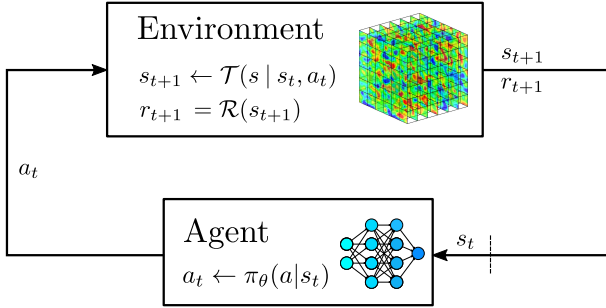 Environment
s_{t+1} ← 𝒯(s | s_t, a_t)
r_{t+1} = ℛ(s_{t+1})
s_{t+1}
r_{t+1}
a_t
Agent
a_t ← π_θ(a|s_t)
s_t